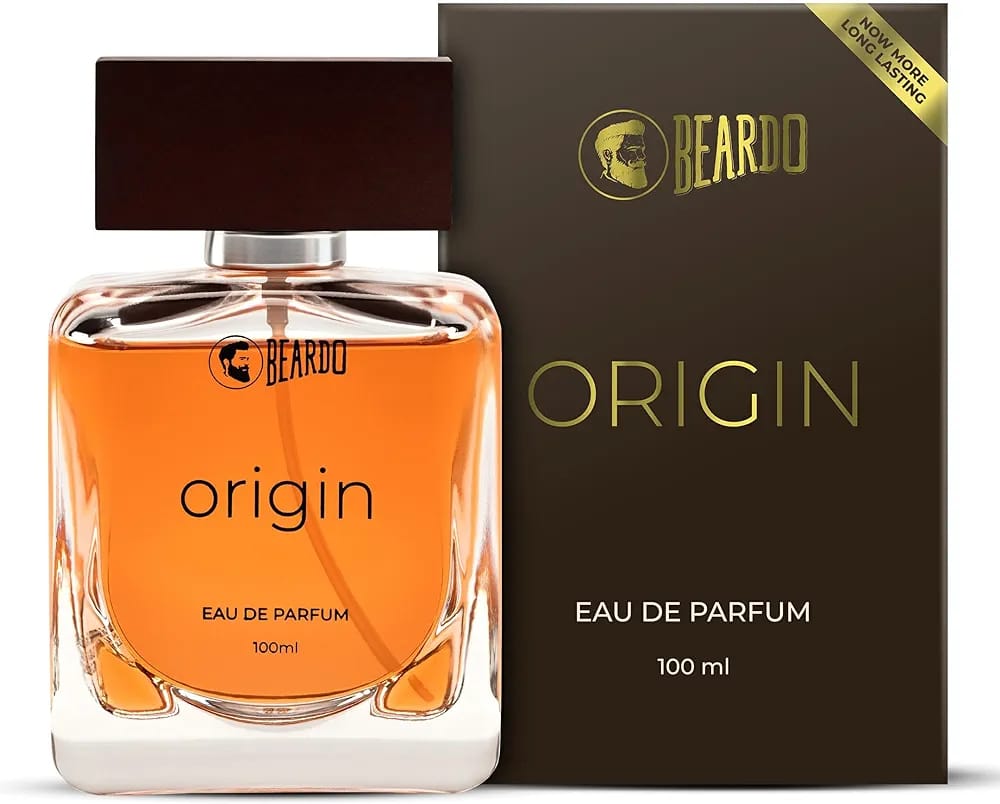 BEARDO
origin
EAU DE PARFUM
100ml
NOW MORE
LONG LASTING
BEARDO
ORIGIN
EAU DE PARFUM
100 ml